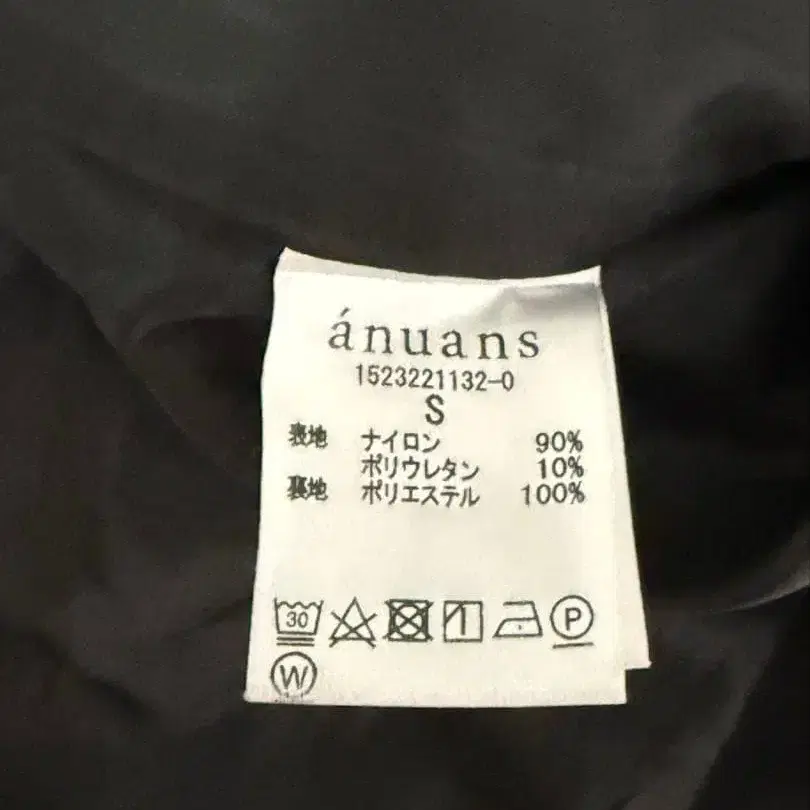 ánuans
1523221132-0
S
表地 ナイロン 90%
ポリウレタン 10%
裏地 ポリエステル 100%
30 P
W